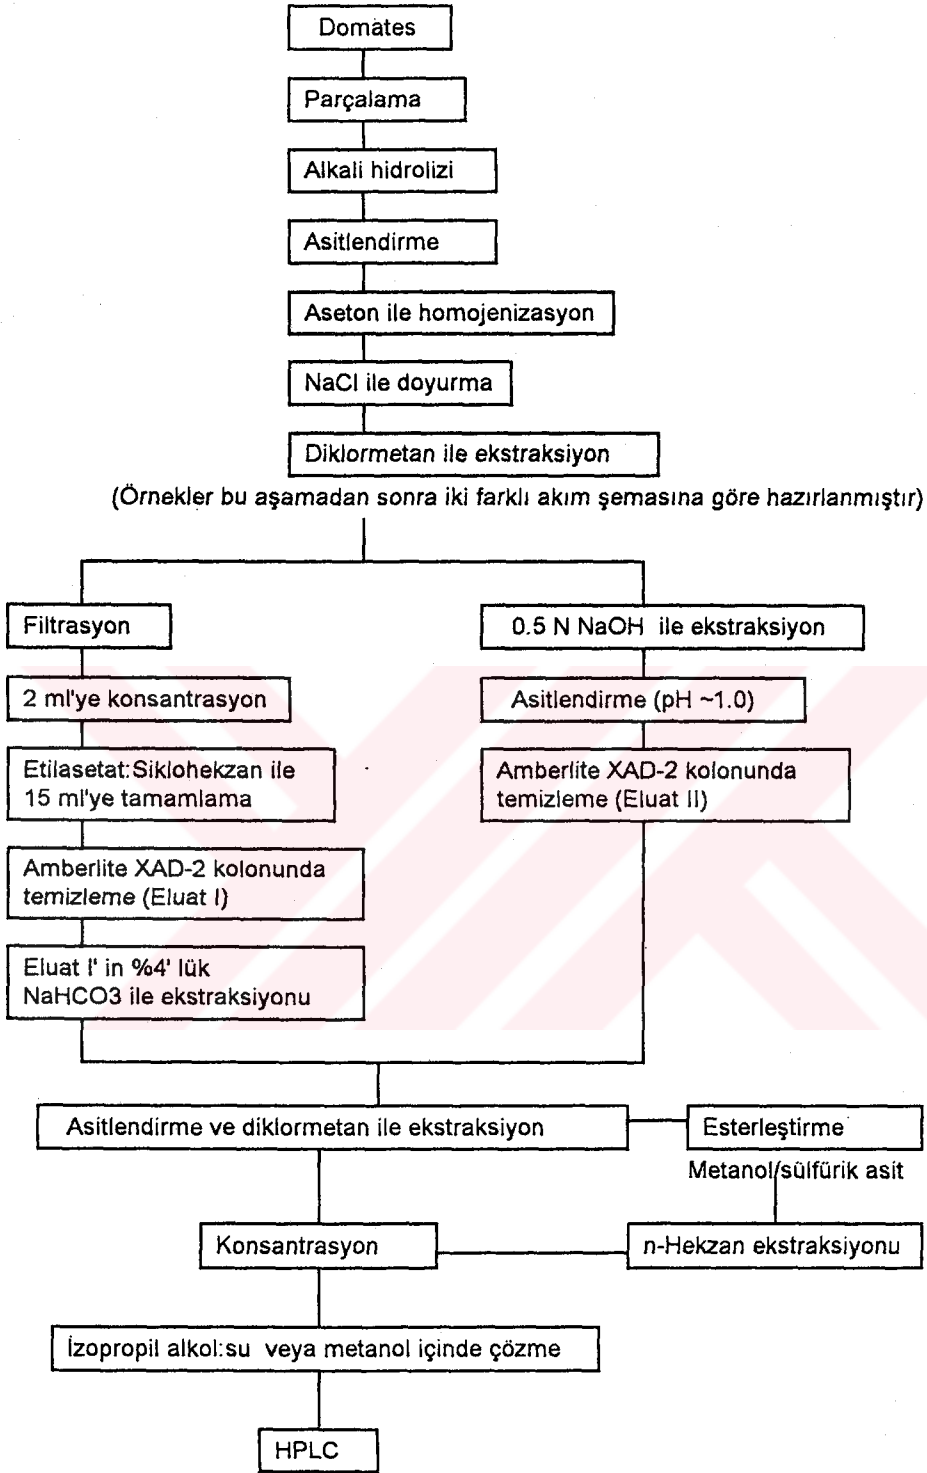 Domates
Parçalama
Alkali hidrolizi
Asitlendirme
Aseton ile homojenizasyon
NaCl ile doyurma
Diklormetan ile ekstraksiyon
(Örnekler bu aşamadan sonra iki farklı akım şemasına göre hazırlanmıştır)
Filtrasyon
2 ml'ye konsantrasyon
Etilasetat:Siklohekzan ile
15 ml'ye tamamlama
Amberlite XAD-2 kolonunda
temizleme (Eluat I)
Eluat I' in %4' lük
NaHCO3 ile ekstraksiyonu
0.5 N NaOH ile ekstraksiyon
Asitlendirme (pH ~1.0)
Amberlite XAD-2 kolonunda
temizleme (Eluat II)
Asitlendirme ve diklormetan ile ekstraksiyon
Esterleştirme
Metanol/sülfürik asit
Konsantrasyon
n-Hekzan ekstraksiyonu
İzopropil alkol:su veya metanol içinde çözme
HPLC